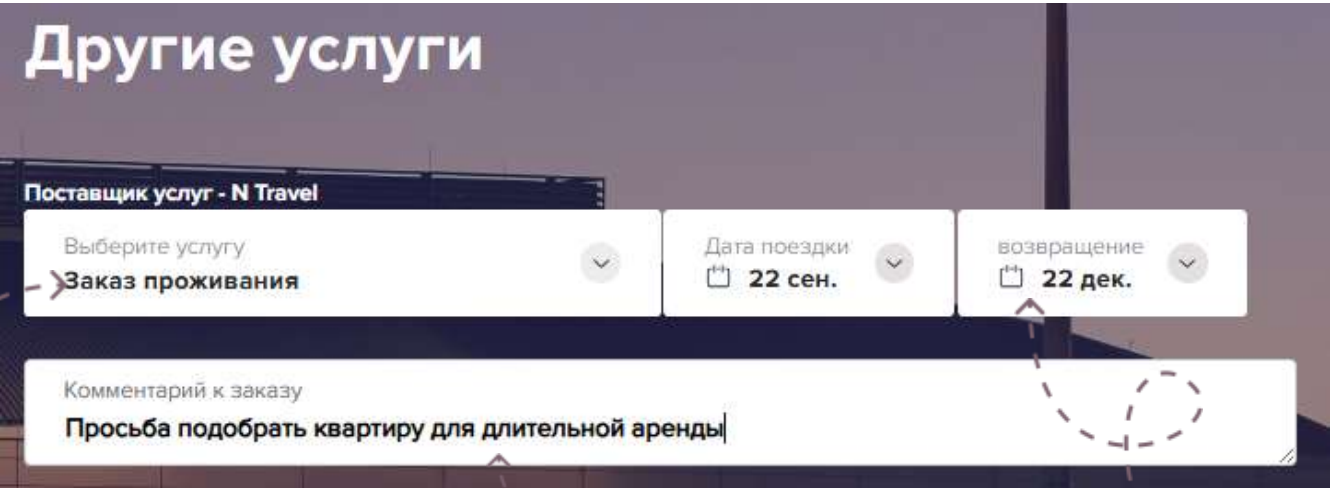 Другие услуги
Поставщик услуг - N Travel
Выберите услугу
Заказ проживания
Дата поездки
22 сен.
возвращение
22 дек.
Комментарий к заказу
Просьба подобрать квартиру для длительной аренды